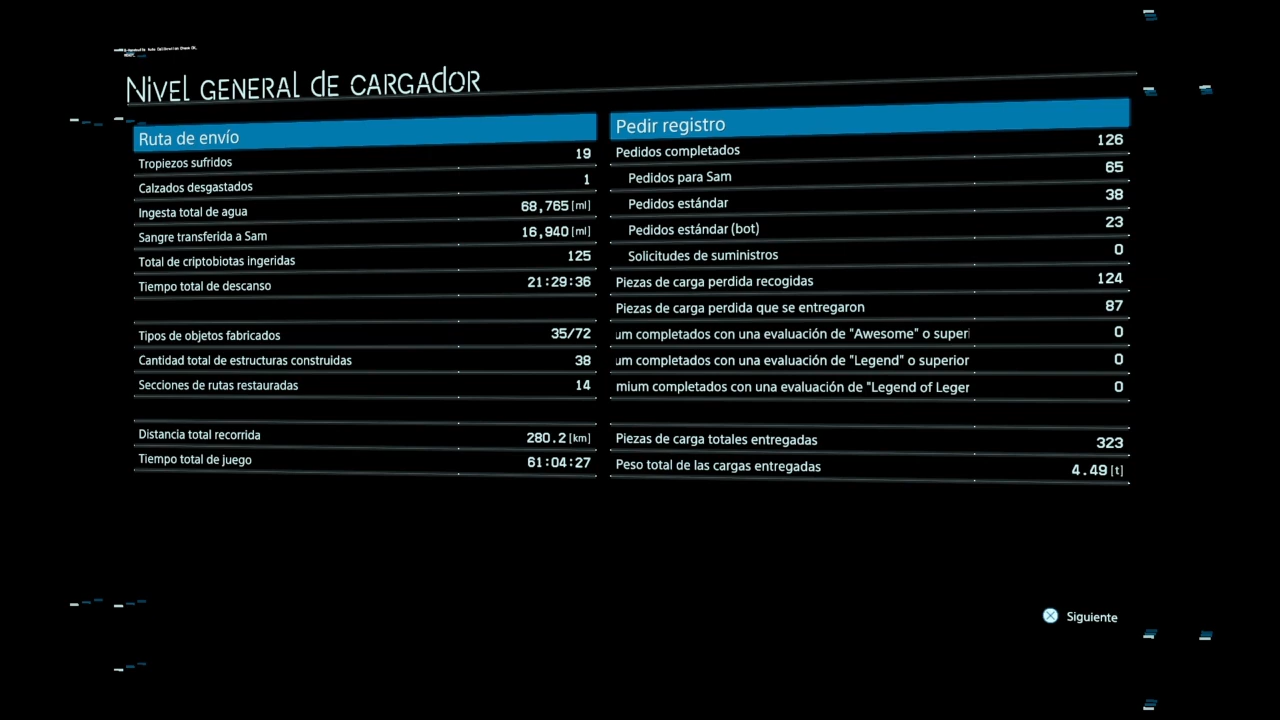 Nivel general de cargador
Ruta de envío
Tropiezos sufridos 19
Calzados desgastados 1
Ingesta total de agua 68,765 [ml]
Sangre transferida a Sam 16,940 [ml]
Total de criptobiotas ingeridas 125
Tiempo total de descanso 21:29:36
Tipos de objetos fabricados 35/72
Cantidad total de estructuras construidas 38
Secciones de rutas restauradas 14
Distancia total recorrida 280.2 [km]
Tiempo total de juego 61:04:27
Pedir registro
Pedidos completados 126
Pedidos para Sam 65
Pedidos estándar 38
Pedidos estándar (bot) 23
Solicitudes de suministros 0
Piezas de carga perdida recogidas 124
Piezas de carga perdida que se entregaron 87
um completados con una evaluación de "Awesome" o superi 0
um completados con una evaluación de "Legend" o superior 0
mium completados con una evaluación de "Legend of Leger 0
Piezas de carga totales entregadas 323
Peso total de las cargas entregadas 4.49 [t]
Siguiente